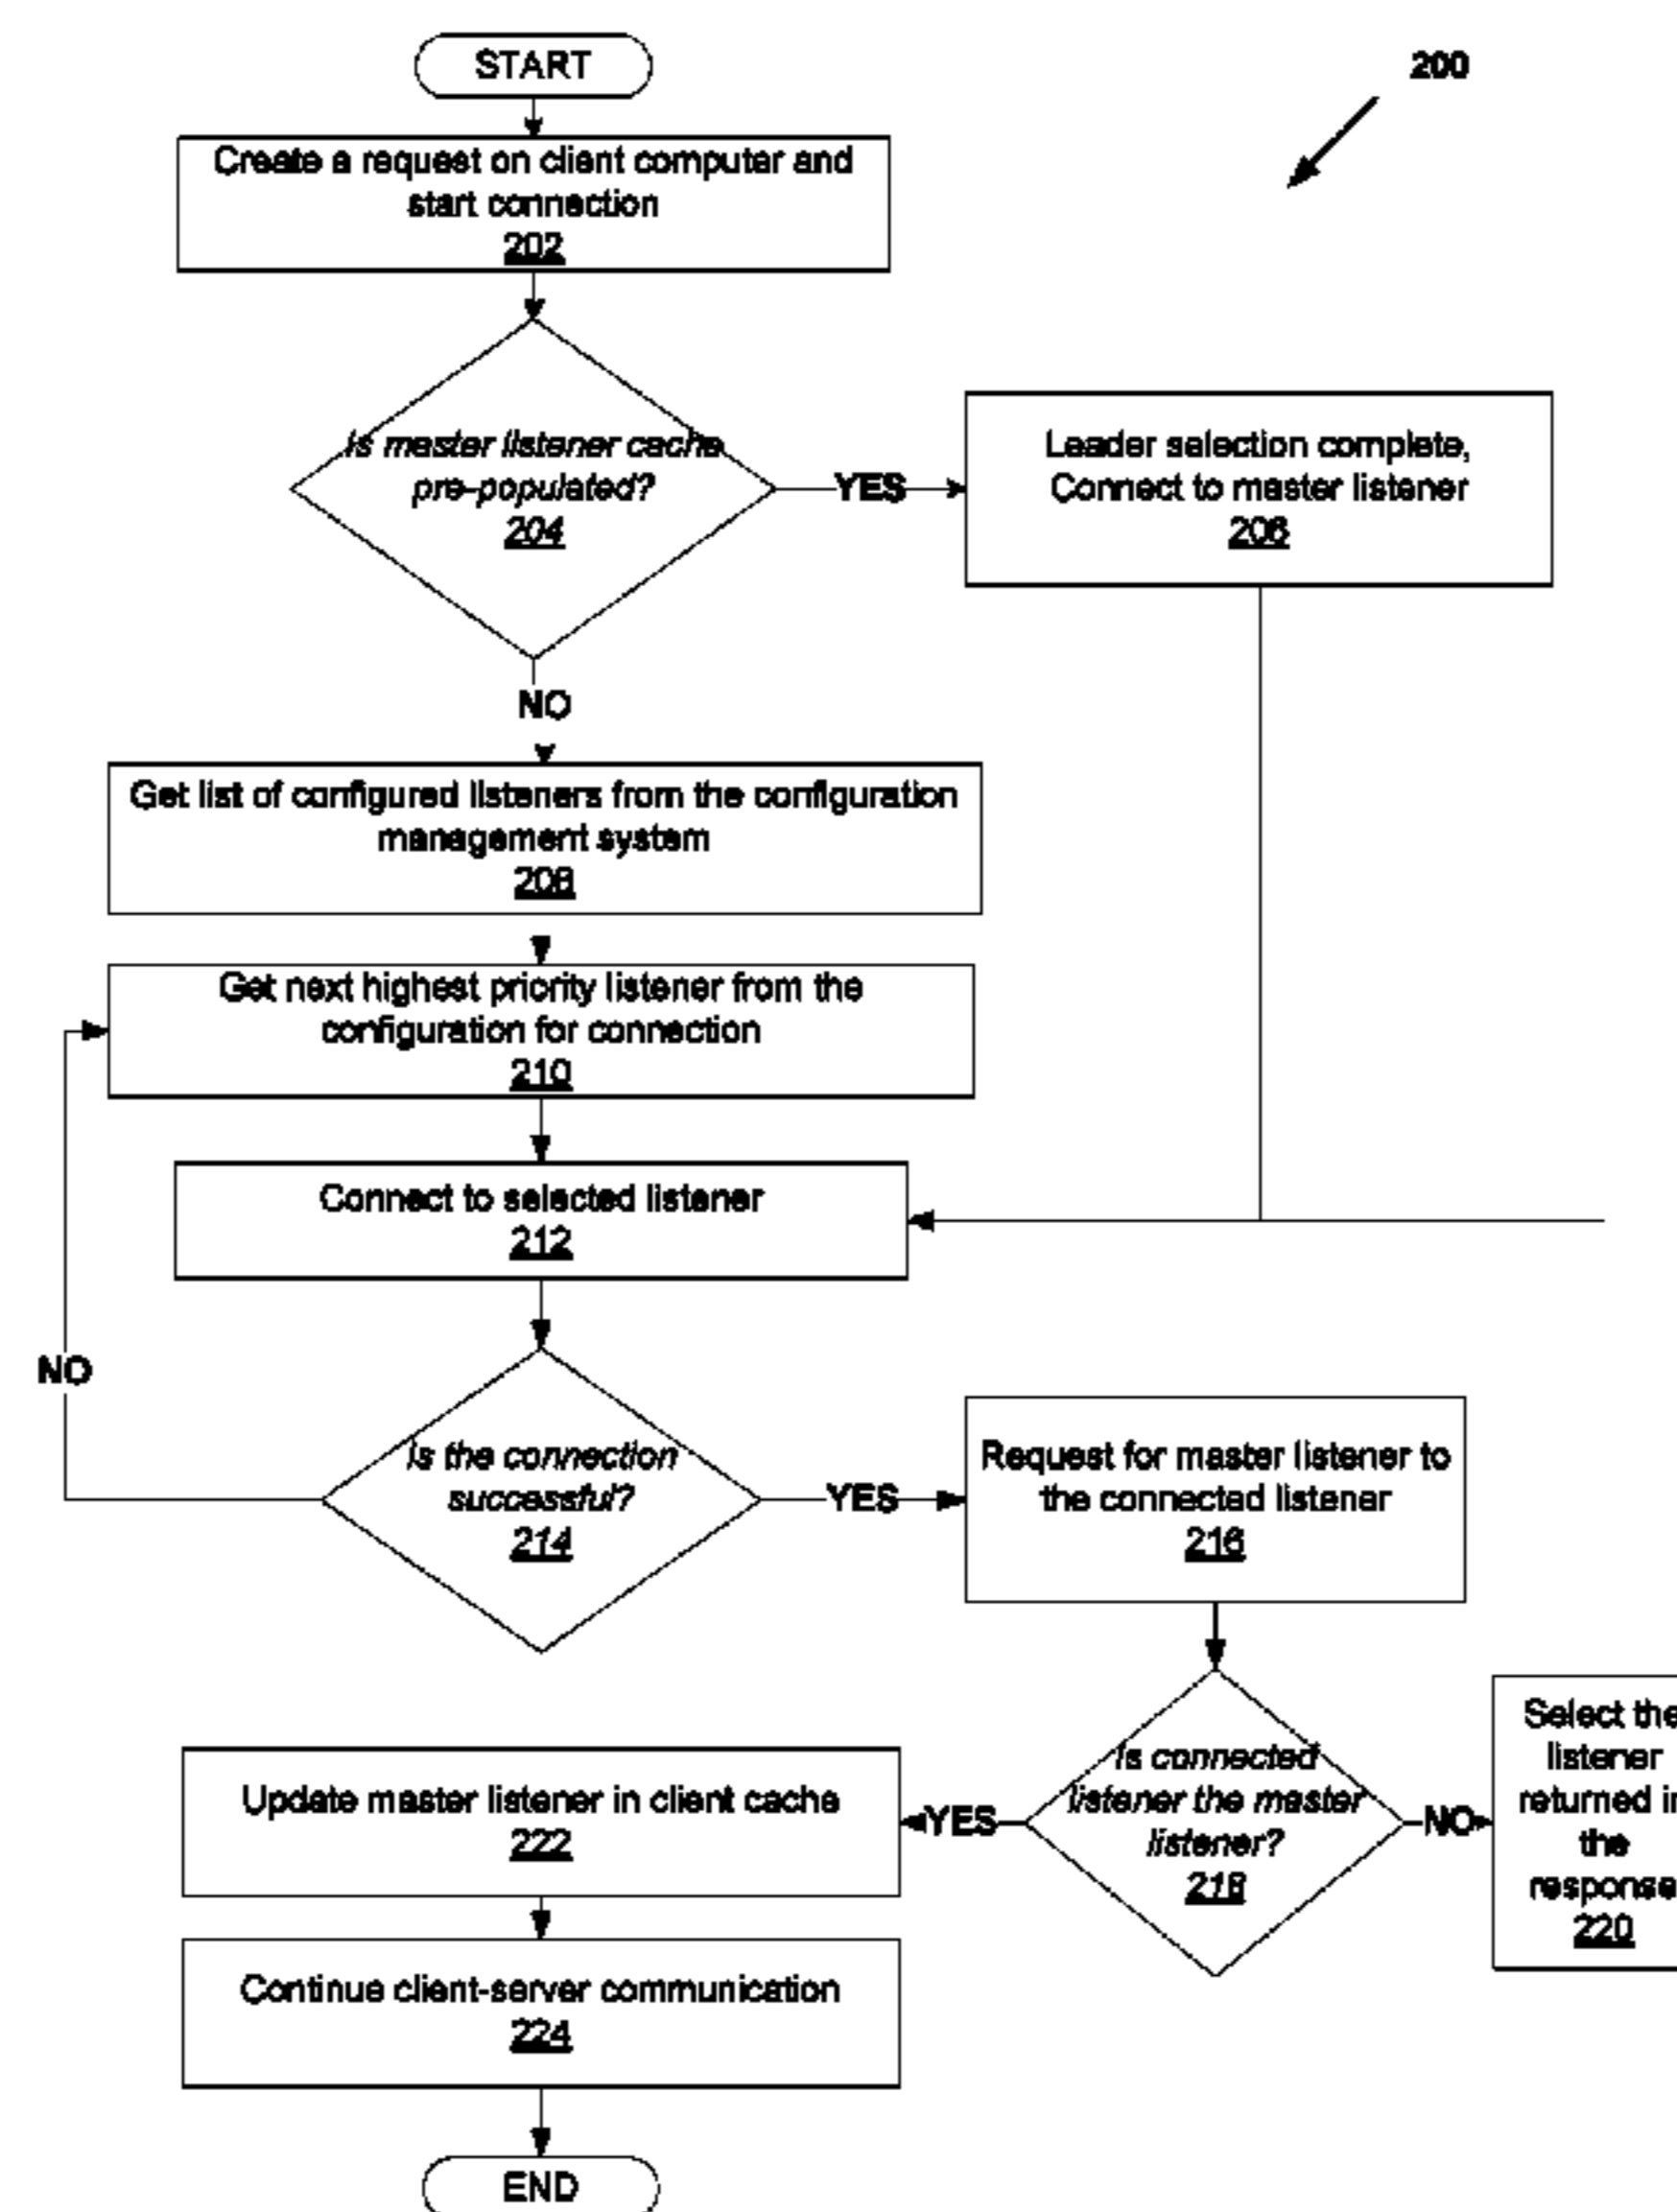 START
200
Create a request on client computer and
start connection
202
Is master listener cache
pre-populated?
204
YES
Leader selection complete,
Connect to master listener
206
NO
Get list of configured listeners from the configuration
management system
208
Get next highest priority listener from the
configuration for connection
210
Connect to selected listener
212
NO
Is the connection
successful?
214
YES
Request for master listener to
the connected listener
216
Is connected
listener the master
listener?
218
YES
NO
Select the
listener
returned in
the
response
220
Update master listener in client cache
222
Continue client-server communication
224
END